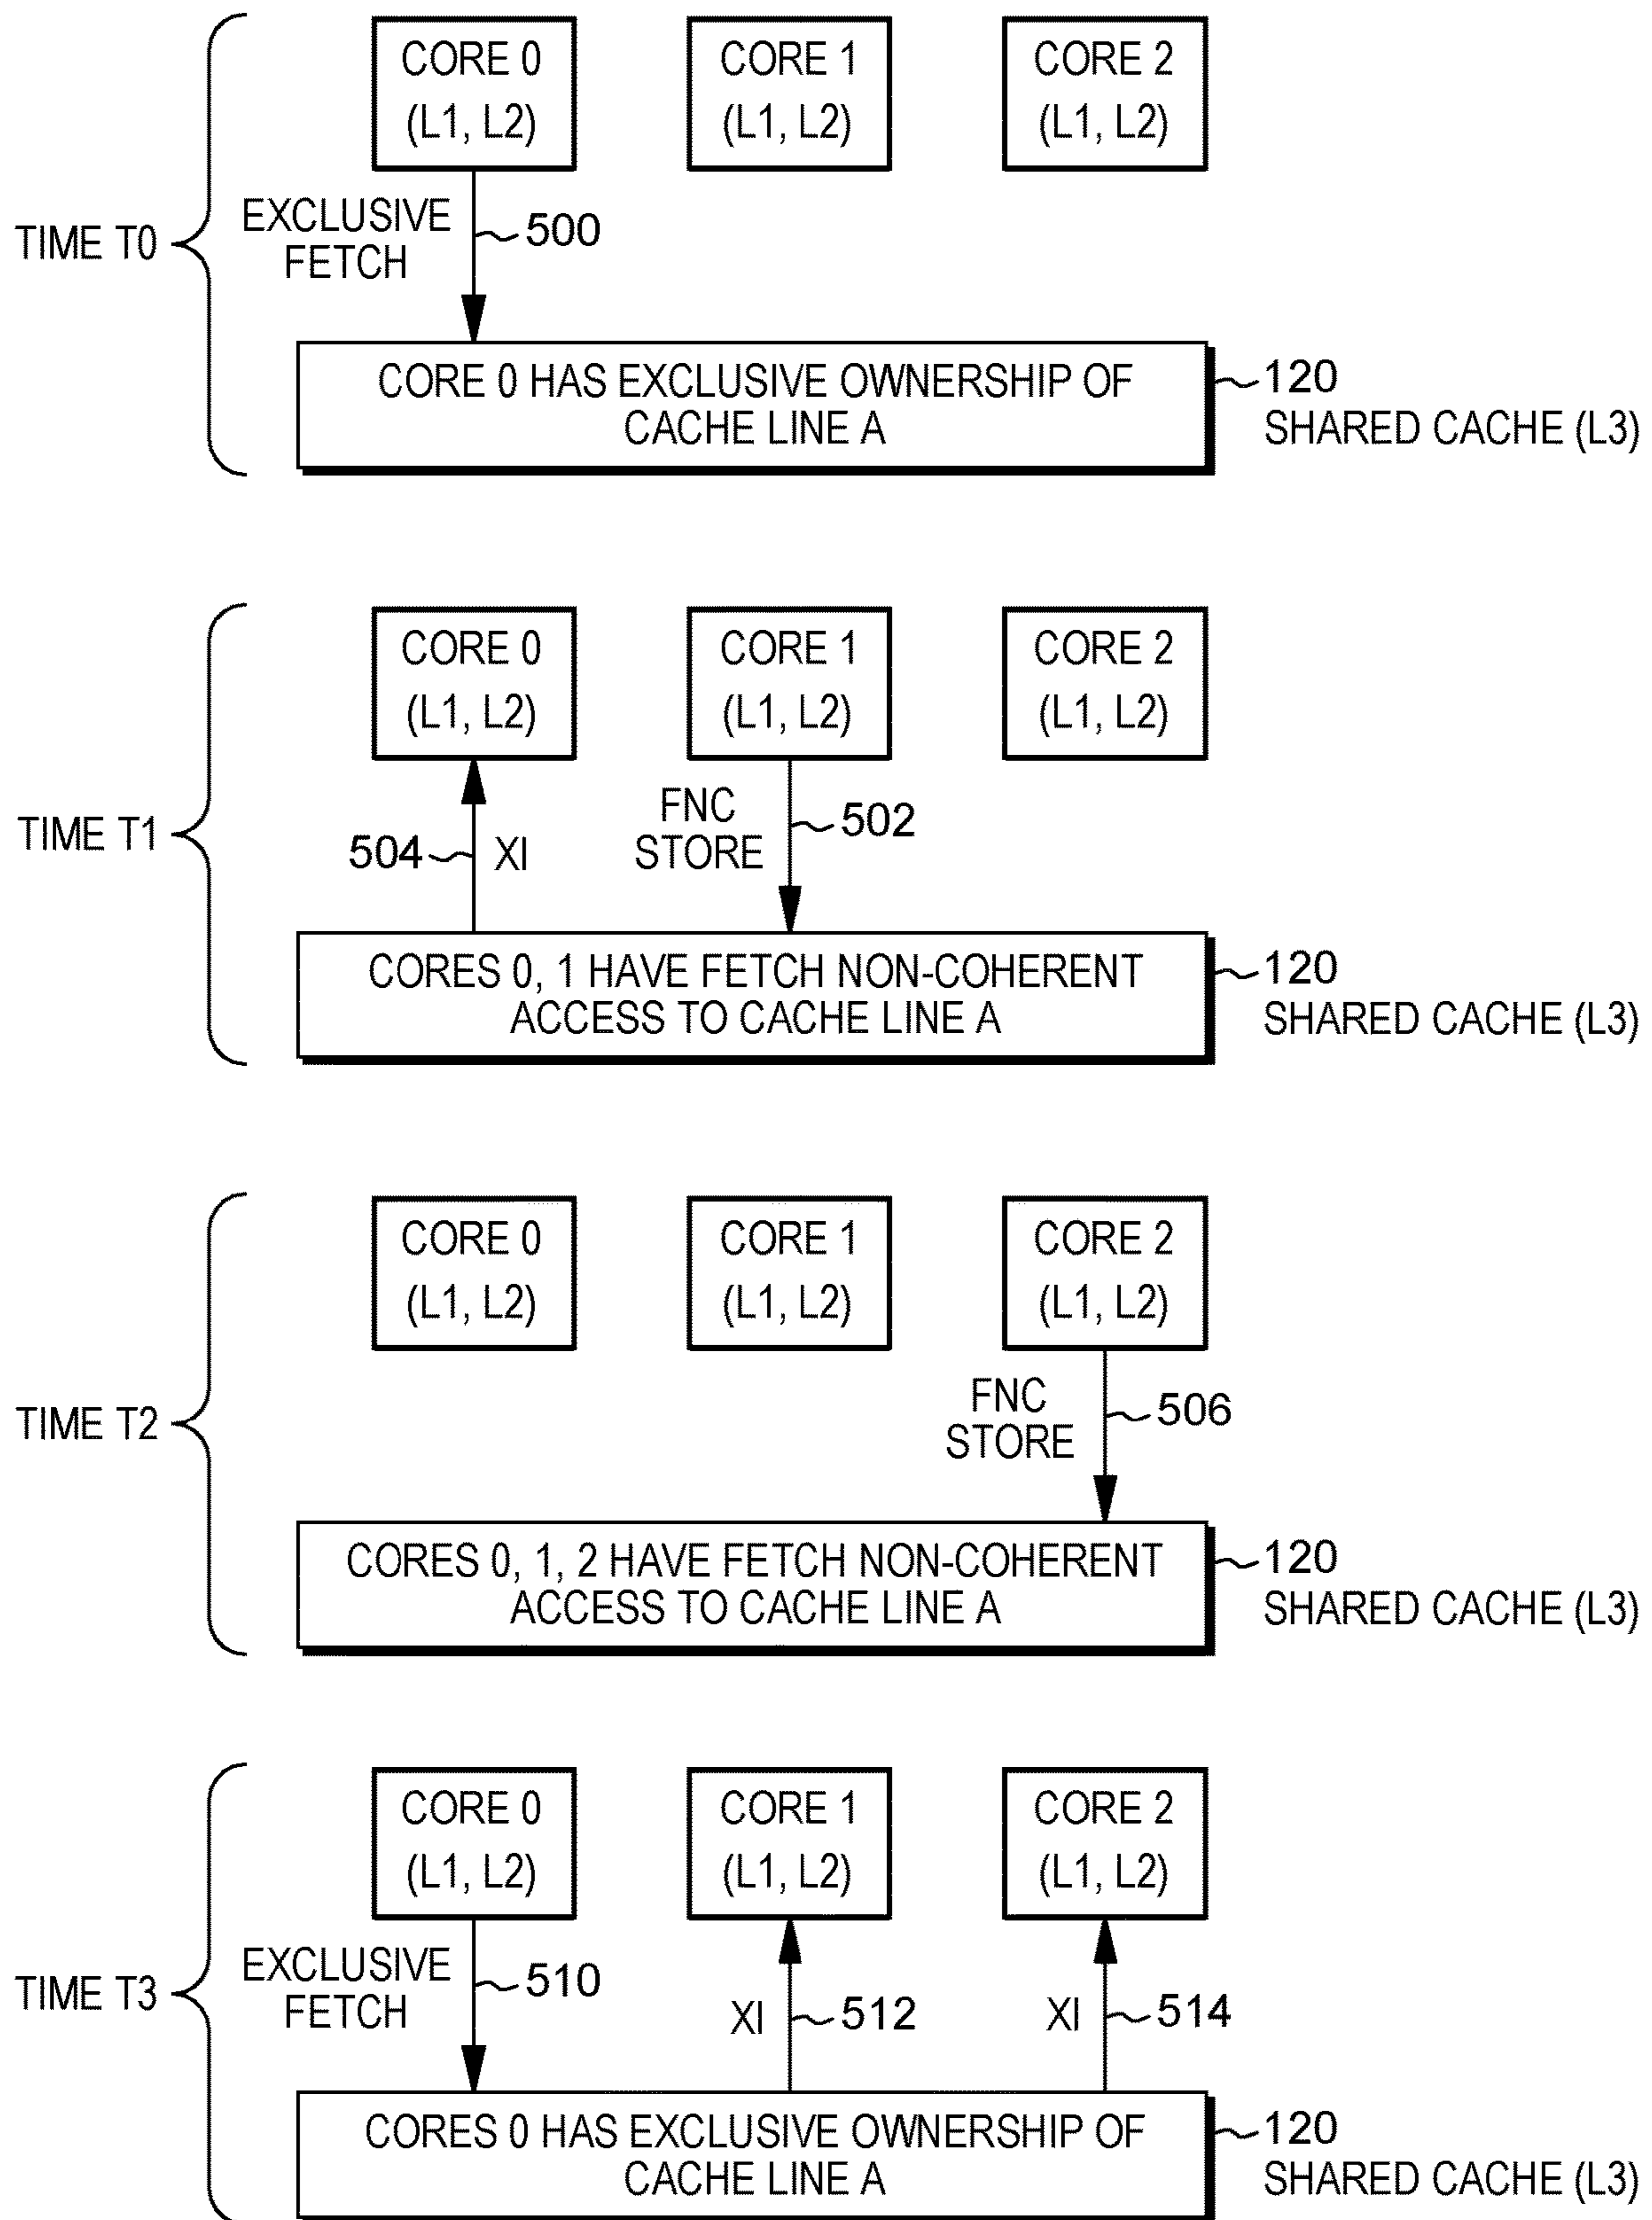 CORE 0
(L1, L2)
CORE 1
(L1, L2)
CORE 2
(L1, L2)
TIME T0
EXCLUSIVE
FETCH
500
CORE 0 HAS EXCLUSIVE OWNERSHIP OF
CACHE LINE A
120
SHARED CACHE (L3)
CORE 0
(L1, L2)
CORE 1
(L1, L2)
CORE 2
(L1, L2)
TIME T1
504
XI
FNC
STORE
502
CORES 0, 1 HAVE FETCH NON-COHERENT
ACCESS TO CACHE LINE A
120
SHARED CACHE (L3)
CORE 0
(L1, L2)
CORE 1
(L1, L2)
CORE 2
(L1, L2)
TIME T2
FNC
STORE
506
CORES 0, 1, 2 HAVE FETCH NON-COHERENT
ACCESS TO CACHE LINE A
120
SHARED CACHE (L3)
CORE 0
(L1, L2)
CORE 1
(L1, L2)
CORE 2
(L1, L2)
TIME T3
EXCLUSIVE
FETCH
510
XI
512
XI
514
CORES 0 HAS EXCLUSIVE OWNERSHIP OF
CACHE LINE A
120
SHARED CACHE (L3)